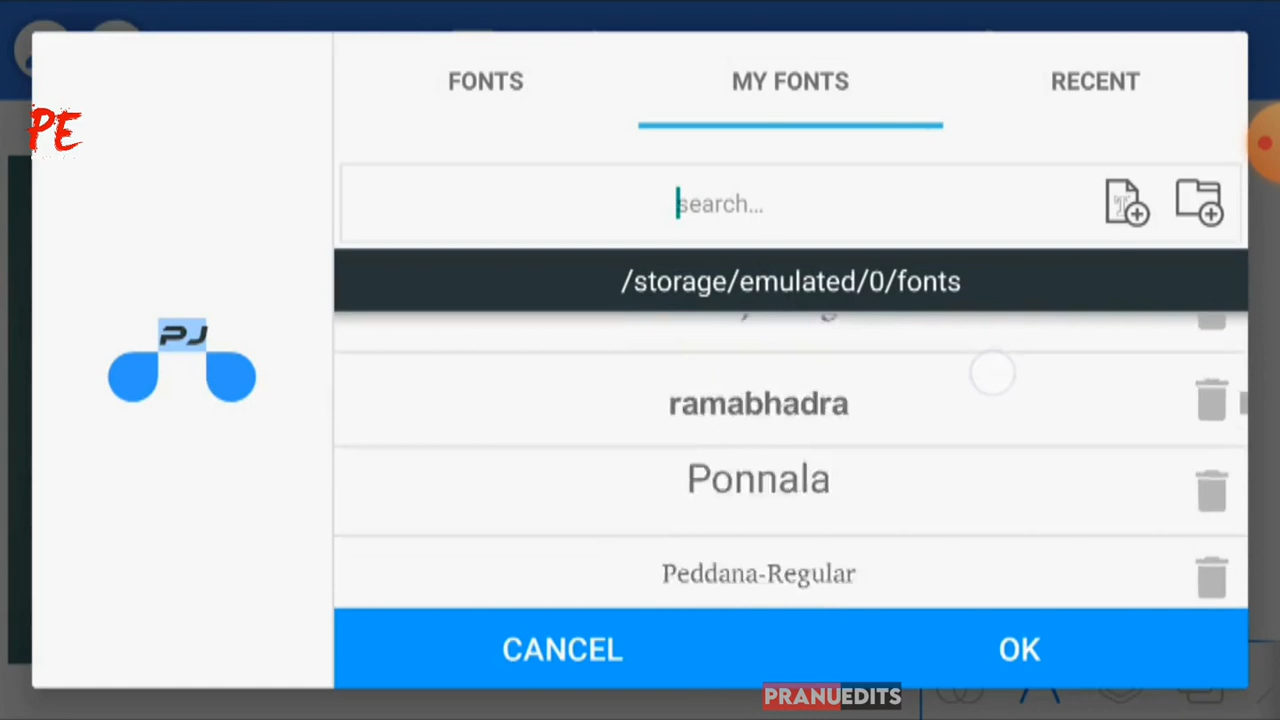 FONTS
MY FONTS
RECENT
PE
search...
/storage/emulated/0/fonts
PJ
ramabhadra
Ponnala
Peddana-Regular
CANCEL
OK
PRANUEDITS